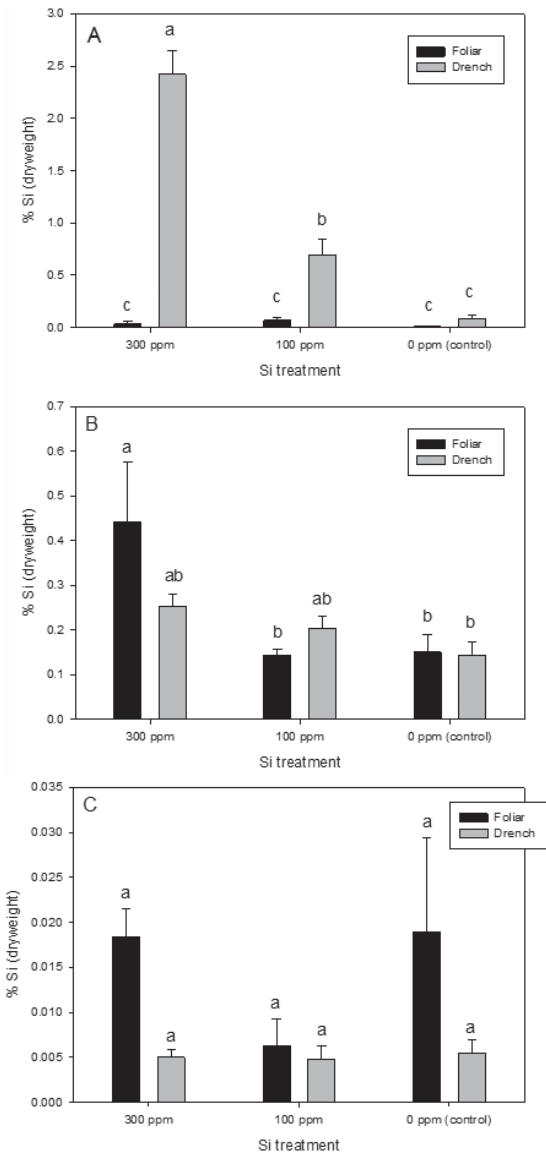 A
a
Foliar
Drench
3.0
2.5
2.0
1.5
1.0
0.5
0.0
% Si (dryweight)
b
c
c
c
c
300 ppm
100 ppm
0 ppm (control)
Si treatment
B
a
Foliar
Drench
0.7
0.6
0.5
0.4
0.3
0.2
0.1
0.0
% Si (dryweight)
ab
b
ab
b
b
300 ppm
100 ppm
0 ppm (control)
Si treatment
C
a
Foliar
Drench
0.035
0.030
0.025
0.020
0.015
0.010
0.005
0.000
% Si (dryweight)
a
a
a
a
a
300 ppm
100 ppm
0 ppm (control)
Si treatment